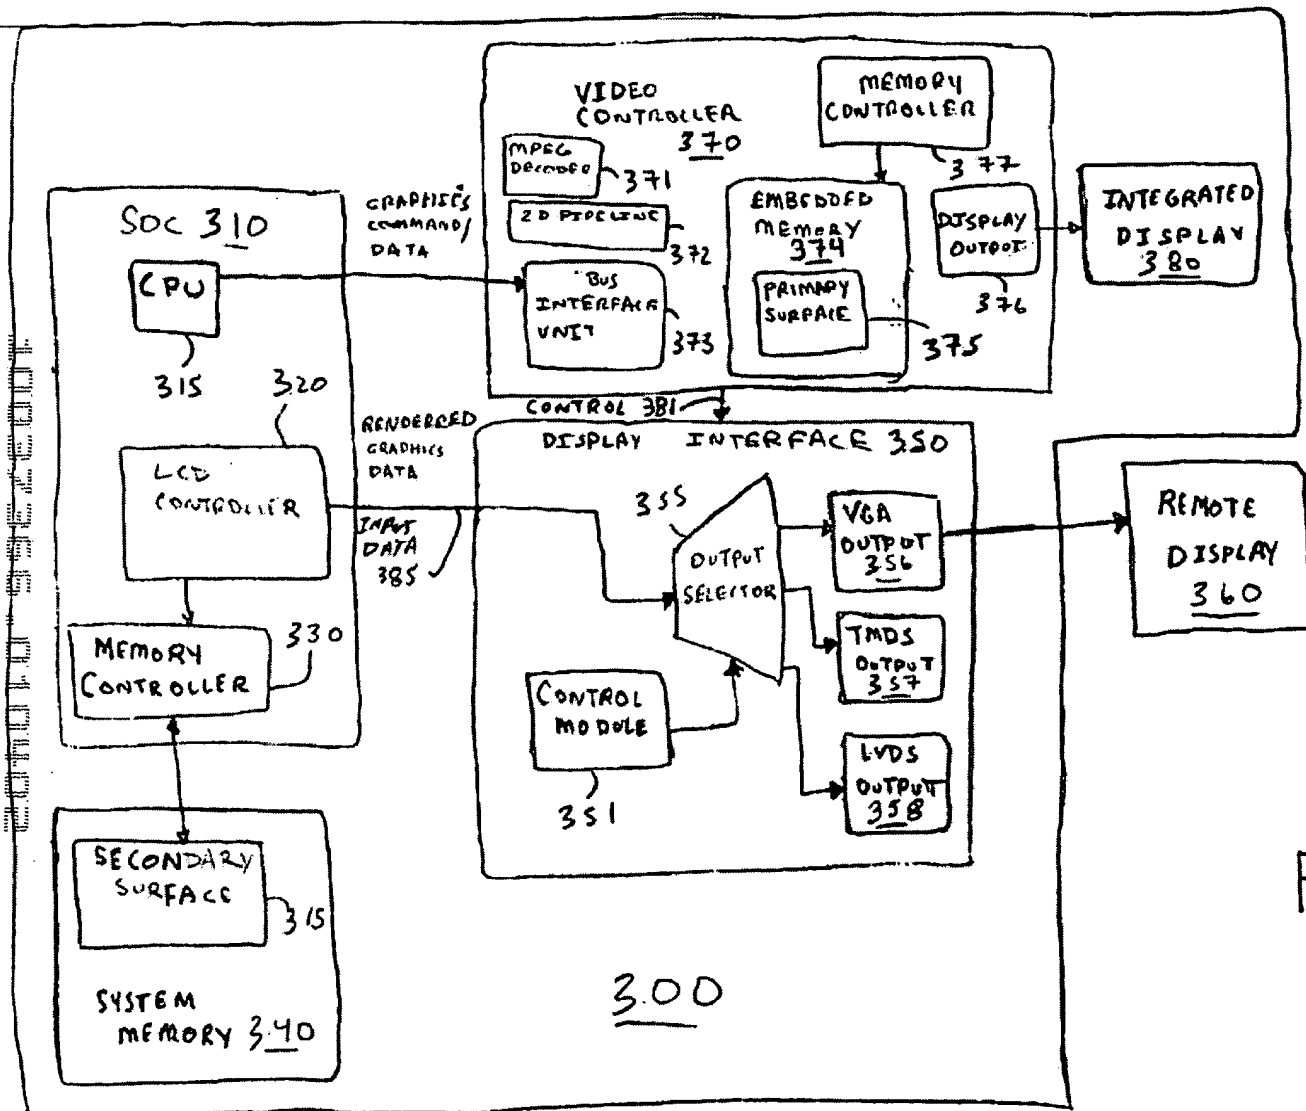 VIDEO
CONTROLLER
370
MPEG
DECODER
371
2D PIPELINE
372
BUS
INTERFACE
UNIT
373
MEMORY
CONTROLLER
377
EMBEDDED
MEMORY
374
PRIMARY
SURFACE
375
DISPLAY
OUTPUT
376
INTEGRATED
DISPLAY
380
SOC 310
CPU
315
GRAPHICS
COMMAND/
DATA
320
LCD
CONTROLLER
RENDERRED
GRAPHICS
DATA
INPUT
DATA
385
MEMORY
CONTROLLER
330
CONTROL 381
DISPLAY INTERFACE 350
355
OUTPUT
SELECTOR
VGA
OUTPUT
356
TMDS
OUTPUT
357
LVDS
OUTPUT
358
CONTROL
MODULE
351
REMOTE
DISPLAY
360
SECONDARY
SURFACE
315
SYSTEM
MEMORY 340
300